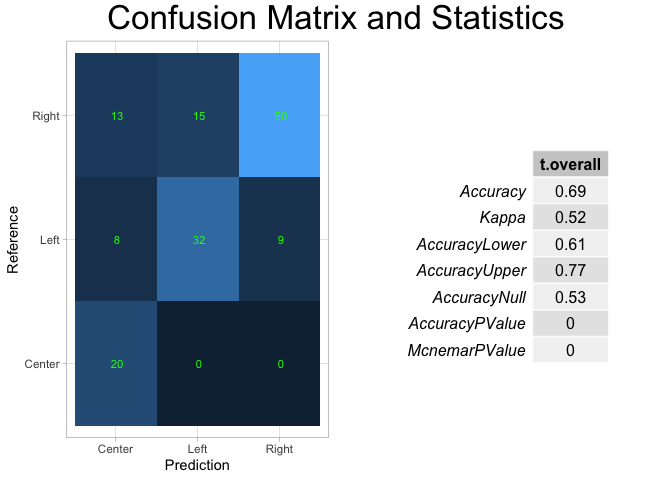 Confusion Matrix and Statistics
Reference
Right
13 15 50
Left
8 32 9
Center
20 0 0
Center Left Right
Prediction
t.overall
Accuracy 0.69
Kappa 0.52
AccuracyLower 0.61
AccuracyUpper 0.77
AccuracyNull 0.53
AccuracyPValue 0
McnemarPValue 0